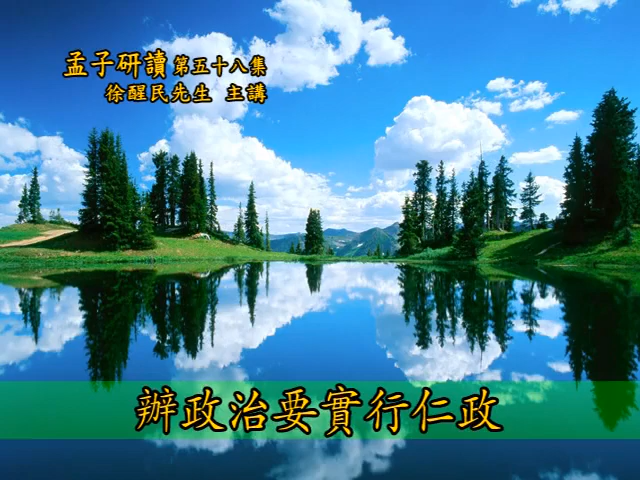 孟子研讀 第五十八集
徐醒民先生 主講
辦政治要實行仁政